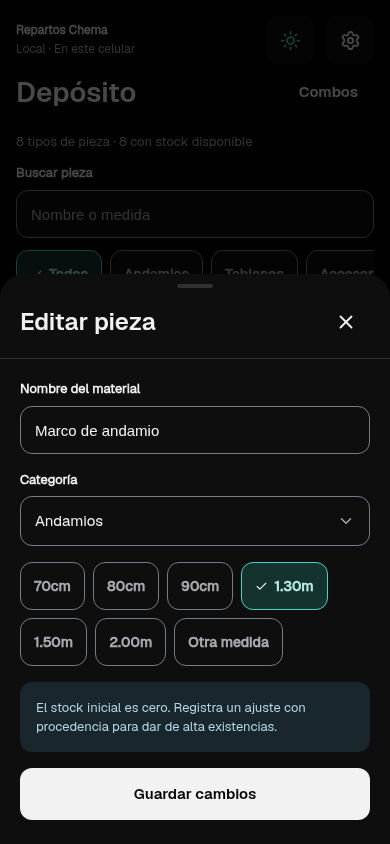 Repartos Chema
Local · En este celular
Depósito
Combos
8 tipos de pieza · 8 con stock disponible
Buscar pieza
Nombre o medida
✓ Todos Andamios Tablones Accesor
Editar pieza
Nombre del material
Marco de andamio
Categoría
Andamios
70cm 80cm 90cm ✓ 1.30m
1.50m 2.00m Otra medida
El stock inicial es cero. Registra un ajuste con
procedencia para dar de alta existencias.
Guardar cambios